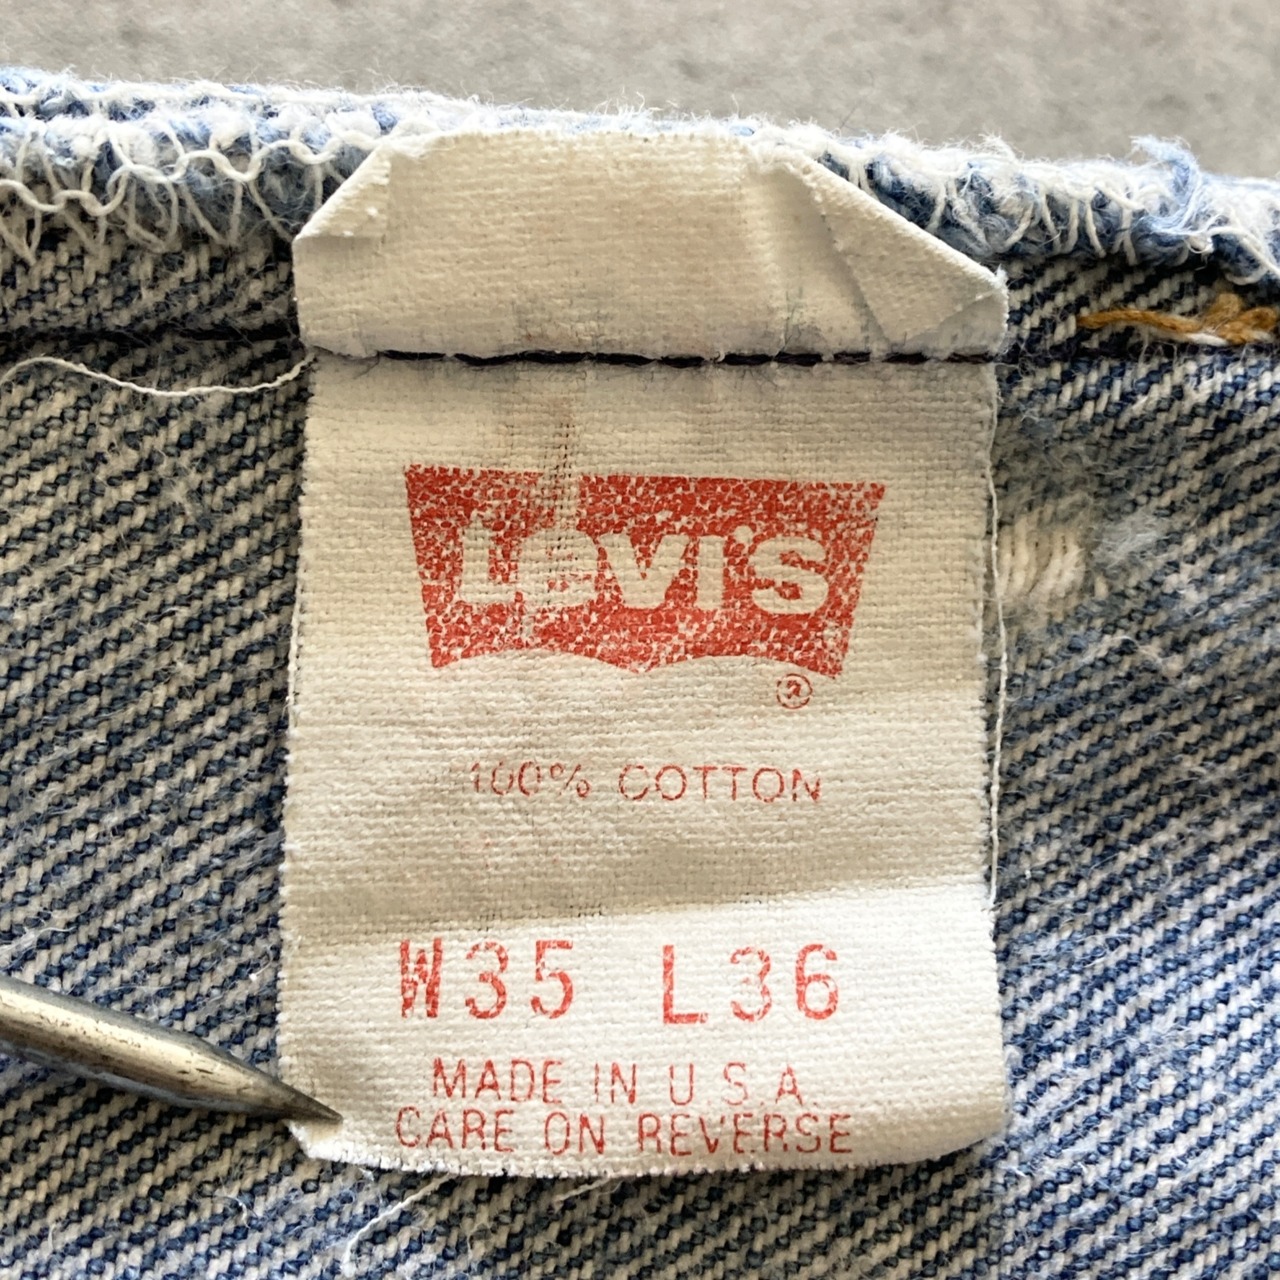 LeVI'S
®
100% COTTON
W35 L36
MADE IN U.S.A.
CARE ON REVERSE